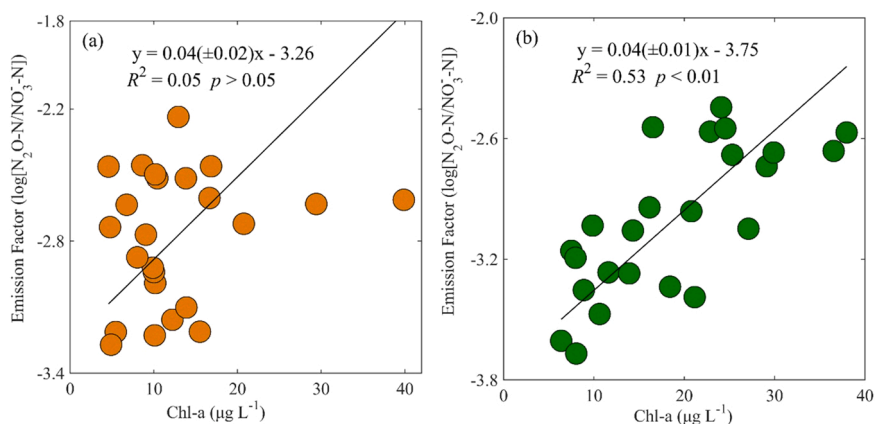 (a)
y = 0.04(±0.02)x - 3.26
R² = 0.05 p > 0.05
-1.8
-2.2
-2.8
-3.4
0
10
20
30
40
Emission Factor (log[N₂O-N/NO₃⁻-N])
Chl-a (µg L⁻¹)
(b)
y = 0.04(±0.01)x - 3.75
R² = 0.53 p < 0.01
-2.0
-2.6
-3.2
-3.8
0
10
20
30
40
Emission Factor (log[N₂O-N/NO₃⁻-N])
Chl-a (µg L⁻¹)